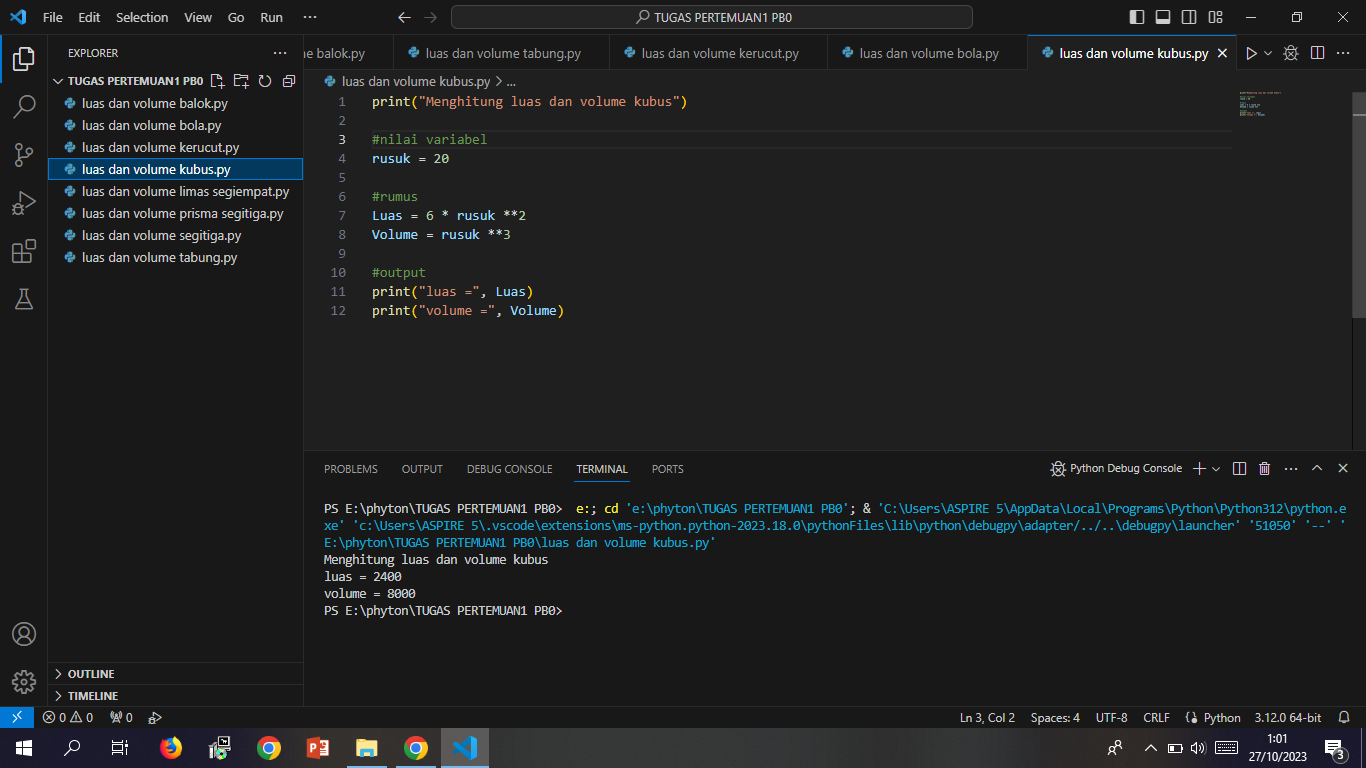 File Edit Selection View Go Run ···
TUGAS PERTEMUAN1 PB0
EXPLORER
TUGAS PERTEMUAN1 PB0
luas dan volume balok.py
luas dan volume bola.py
luas dan volume kerucut.py
luas dan volume kubus.py
luas dan volume limas segiempat.py
luas dan volume prisma segitiga.py
luas dan volume segitiga.py
luas dan volume tabung.py
OUTLINE
TIMELINE
me balok.py
luas dan volume tabung.py
luas dan volume kerucut.py
luas dan volume bola.py
luas dan volume kubus.py
luas dan volume kubus.py > ...
1 print("Menghitung luas dan volume kubus")
2
3 #nilai variabel
4 rusuk = 20
5
6 #rumus
7 Luas = 6 * rusuk **2
8 Volume = rusuk **3
9
10 #output
11 print("luas =", Luas)
12 print("volume =", Volume)
PROBLEMS OUTPUT DEBUG CONSOLE TERMINAL PORTS
Python Debug Console
PS E:\phyton\TUGAS PERTEMUAN1 PB0>  e:; cd 'e:\phyton\TUGAS PERTEMUAN1 PB0'; & 'C:\Users\ASPIRE 5\AppData\Local\Programs\Python\Python312\python.e
xe' 'c:\Users\ASPIRE 5\.vscode\extensions\ms-python.python-2023.18.0\pythonFiles\lib\python\debugpy\adapter/../..\debugpy\launcher' '51050' '--' '
E:\phyton\TUGAS PERTEMUAN1 PB0\luas dan volume kubus.py'
Menghitung luas dan volume kubus
luas = 2400
volume = 8000
PS E:\phyton\TUGAS PERTEMUAN1 PB0>
0 0 0
Ln 3, Col 2 Spaces: 4 UTF-8 CRLF Python 3.12.0 64-bit
1:01
27/10/2023
3